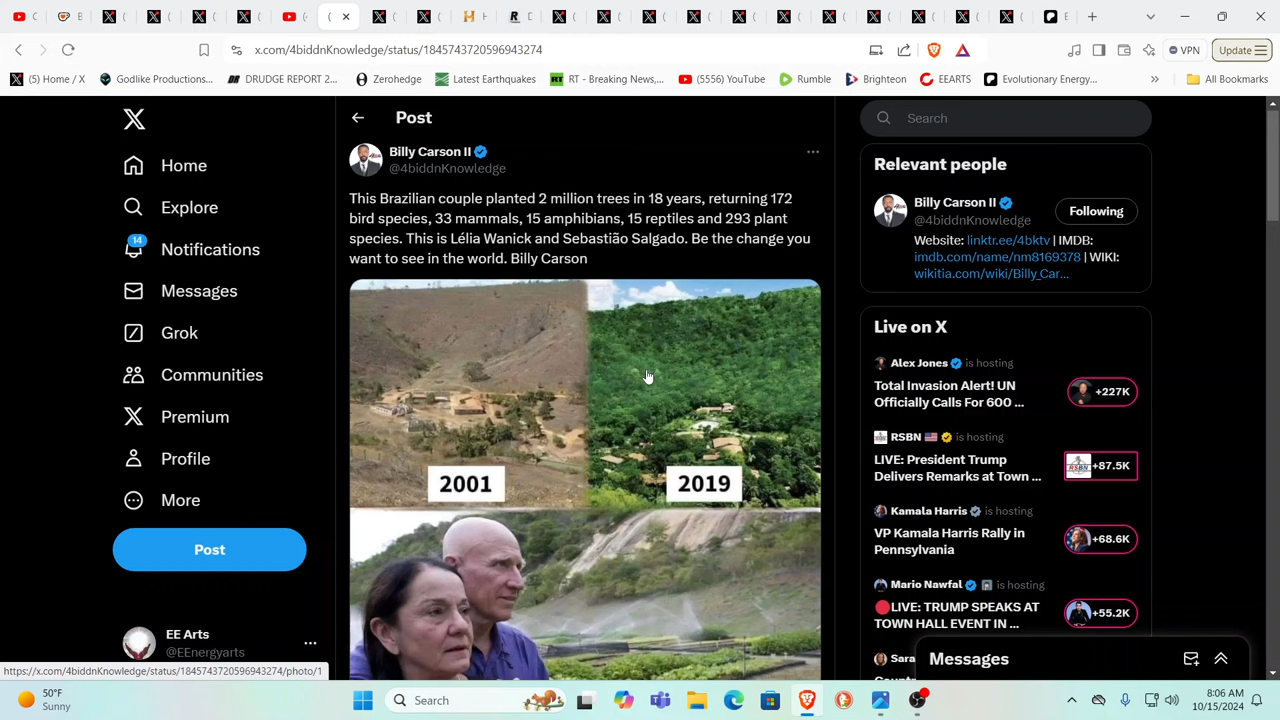 x.com/4biddnKnowledge/status/1845743720596943274
VPN
Update
(5) Home / X
Godlike Productions...
DRUDGE REPORT 2...
Zerohedge
Latest Earthquakes
RT - Breaking News,...
(5556) YouTube
Rumble
Brighteon
EEARTS
Evolutionary Energy...
All Bookmarks
Home
Explore
14
Notifications
Messages
Grok
Communities
Premium
Profile
More
Post
EE Arts
@EEnergyarts
Post
Billy Carson II
@4biddnKnowledge
This Brazilian couple planted 2 million trees in 18 years, returning 172
bird species, 33 mammals, 15 amphibians, 15 reptiles and 293 plant
species. This is Lélia Wanick and Sebastião Salgado. Be the change you
want to see in the world. Billy Carson
2001
2019
Search
Relevant people
Billy Carson II
@4biddnKnowledge
Following
Website: linktr.ee/4bktv | IMDB:
imdb.com/name/nm8169378 | WIKI:
wikitia.com/wiki/Billy_Car...
Live on X
Alex Jones is hosting
Total Invasion Alert! UN
Officially Calls For 600 ...
+227K
RSBN is hosting
LIVE: President Trump
Delivers Remarks at Town ...
+87.5K
Kamala Harris is hosting
VP Kamala Harris Rally in
Pennsylvania
+68.6K
Mario Nawfal is hosting
LIVE: TRUMP SPEAKS AT
TOWN HALL EVENT IN ...
+55.2K
Messages
https://x.com/4biddnKnowledge/status/1845743720596943274/photo/1
50°F
Sunny
Search
8:06 AM
10/15/2024